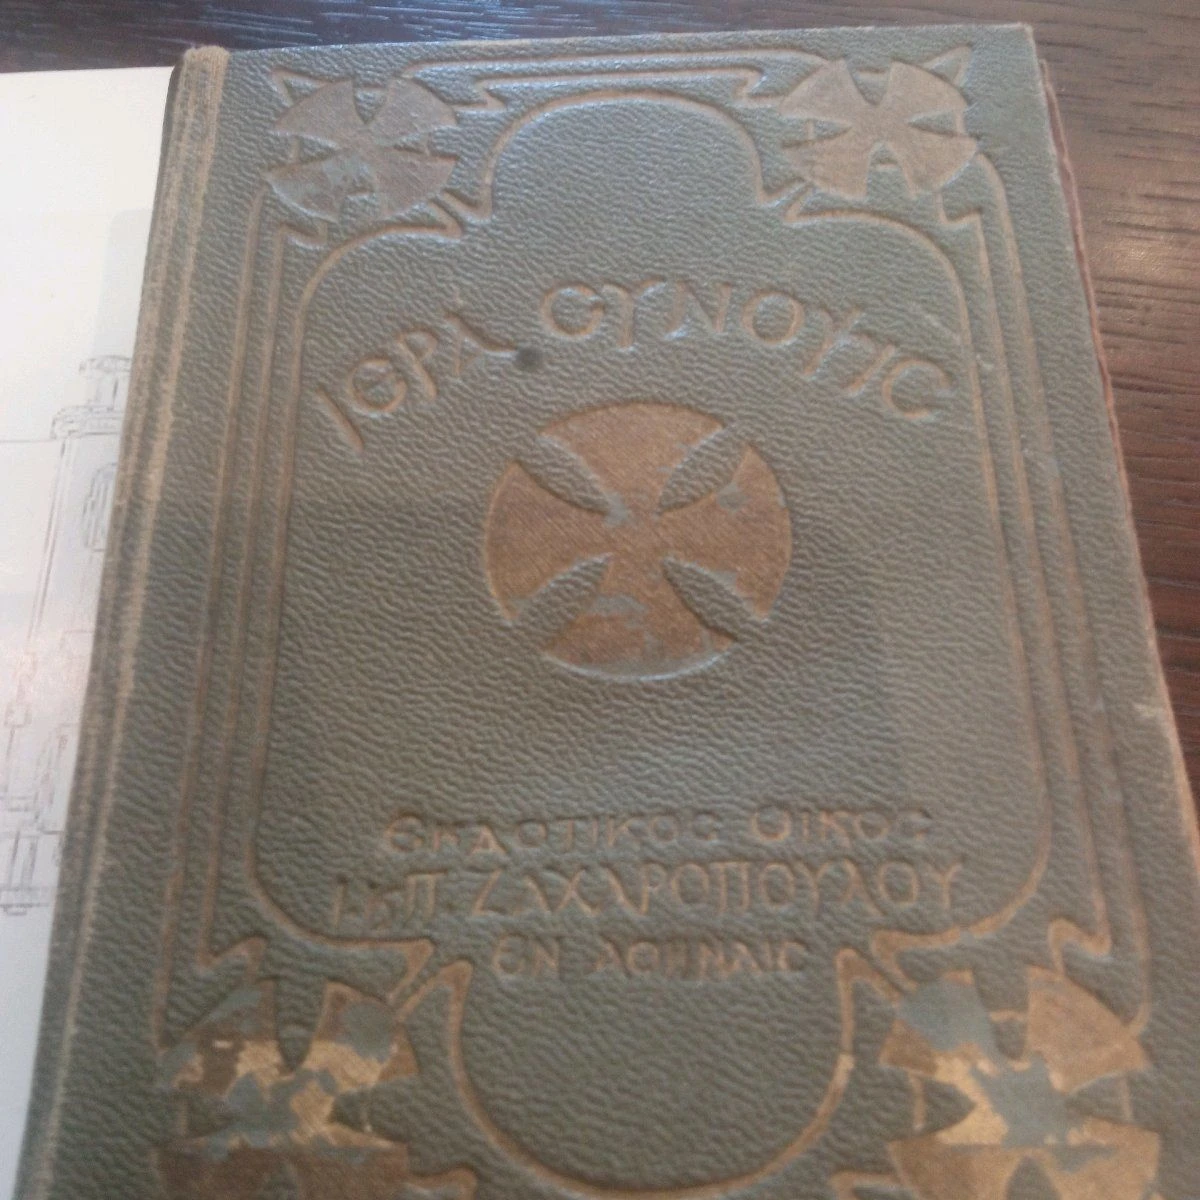 ΙΕΡΑ ΣΥΝΟΨΙΣ
ΕΚΔΟΤΙΚΟΣ ΟΙΚΟΣ
Ι. & Π. ΖΑΧΑΡΟΠΟΥΛΟΥ
ΕΝ ΑΘΗΝΑΙΣ